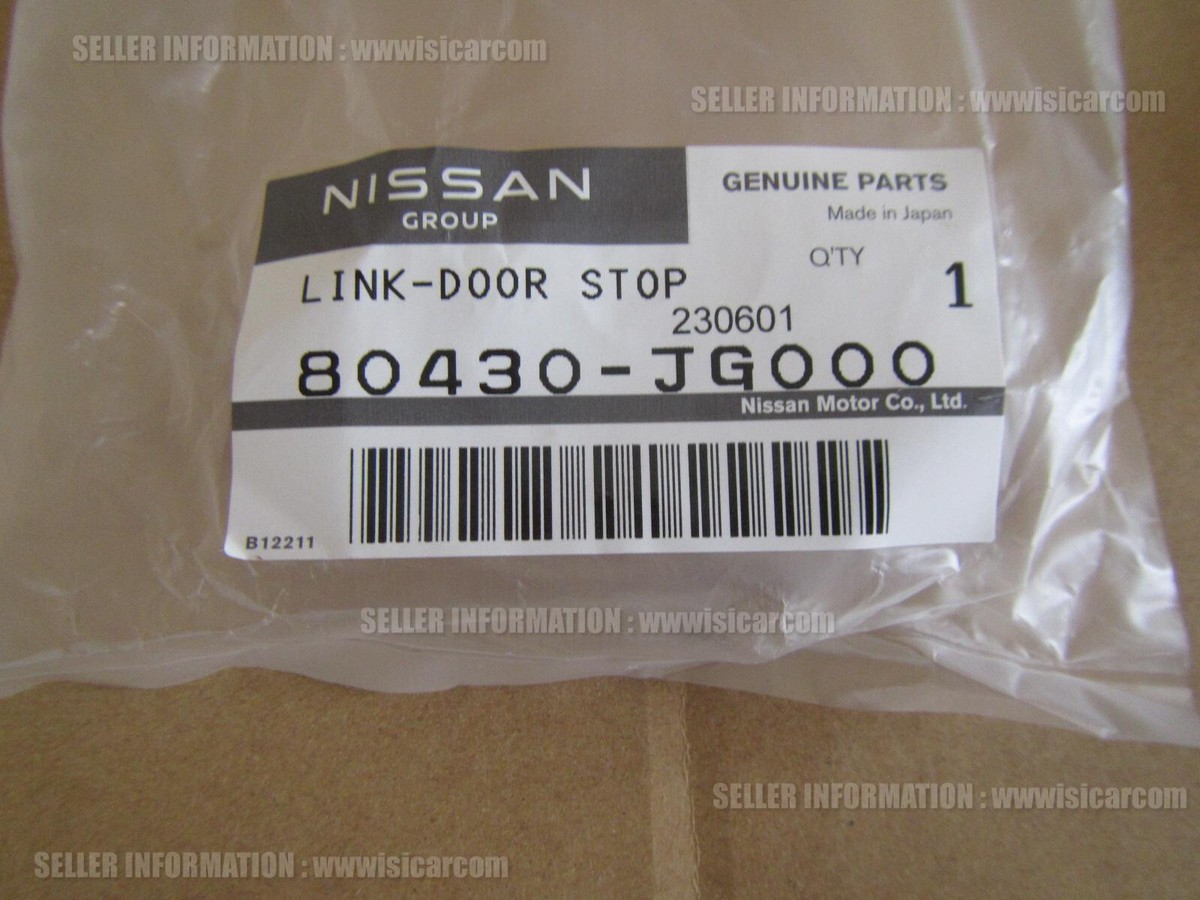 SELLER INFORMATION : wwwisicarcom
SELLER INFORMATION : wwwisicarcom
NISSAN
GROUP
GENUINE PARTS
Made in Japan
Q'TY
LINK-DOOR STOP
1
230601
80430-JG000
Nissan Motor Co., Ltd.
B12211
SELLER INFORMATION : wwwisicarcom
SELLER INFORMATION : wwwisicarcom
SELLER INFORMATION : wwwisicarcom